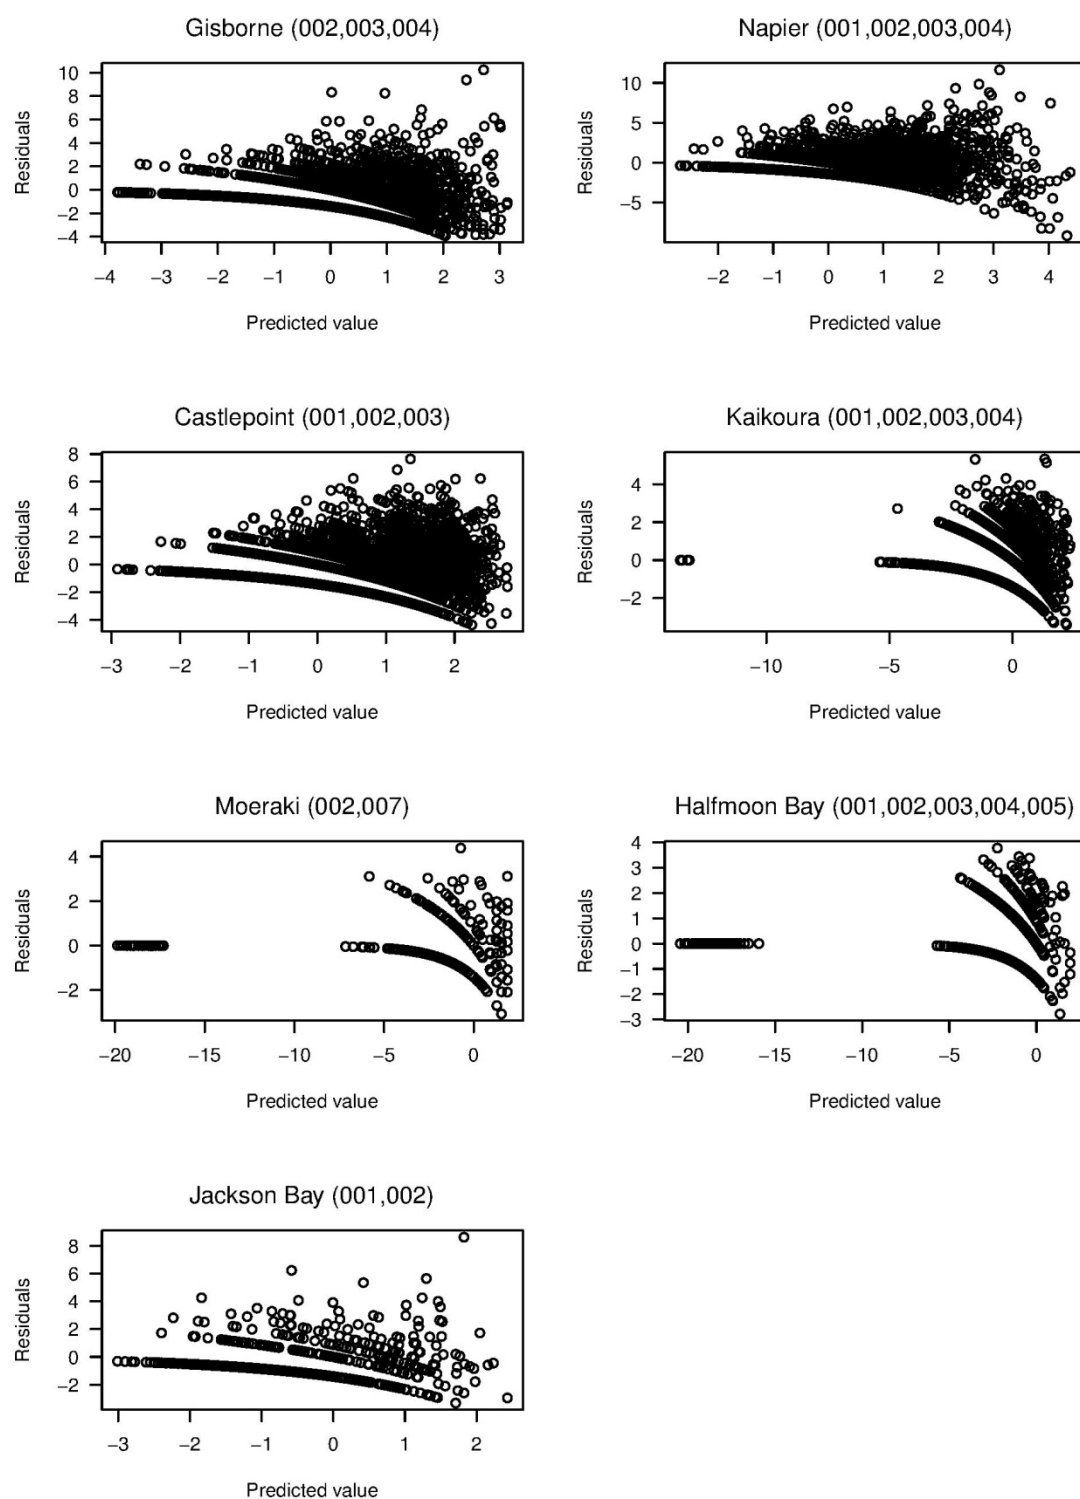 Gisborne (002,003,004)
Residuals
10
8
6
4
2
0
−2
−4
−4 −3 −2 −1 0 1 2 3
Predicted value
Napier (001,002,003,004)
Residuals
10
5
0
−5
−2 −1 0 1 2 3 4
Predicted value
Castlepoint (001,002,003)
Residuals
8
6
4
2
0
−2
−4
−3 −2 −1 0 1 2
Predicted value
Kaikoura (001,002,003,004)
Residuals
4
2
0
−2
−10 −5 0
Predicted value
Moeraki (002,007)
Residuals
4
2
0
−2
−20 −15 −10 −5 0
Predicted value
Halfmoon Bay (001,002,003,004,005)
Residuals
4
3
2
1
0
−1
−2
−3
−20 −15 −10 −5 0
Predicted value
Jackson Bay (001,002)
Residuals
8
6
4
2
0
−2
−3 −2 −1 0 1 2
Predicted value